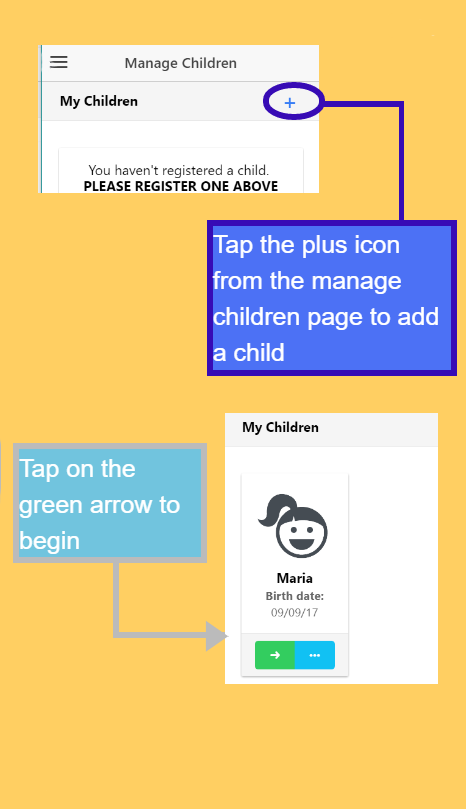 Manage Children
My Children
+
You haven't registered a child.
PLEASE REGISTER ONE ABOVE
Tap the plus icon
from the manage
children page to add
a child
My Children
Tap on the
green arrow to
begin
Maria
Birth date:
09/09/17